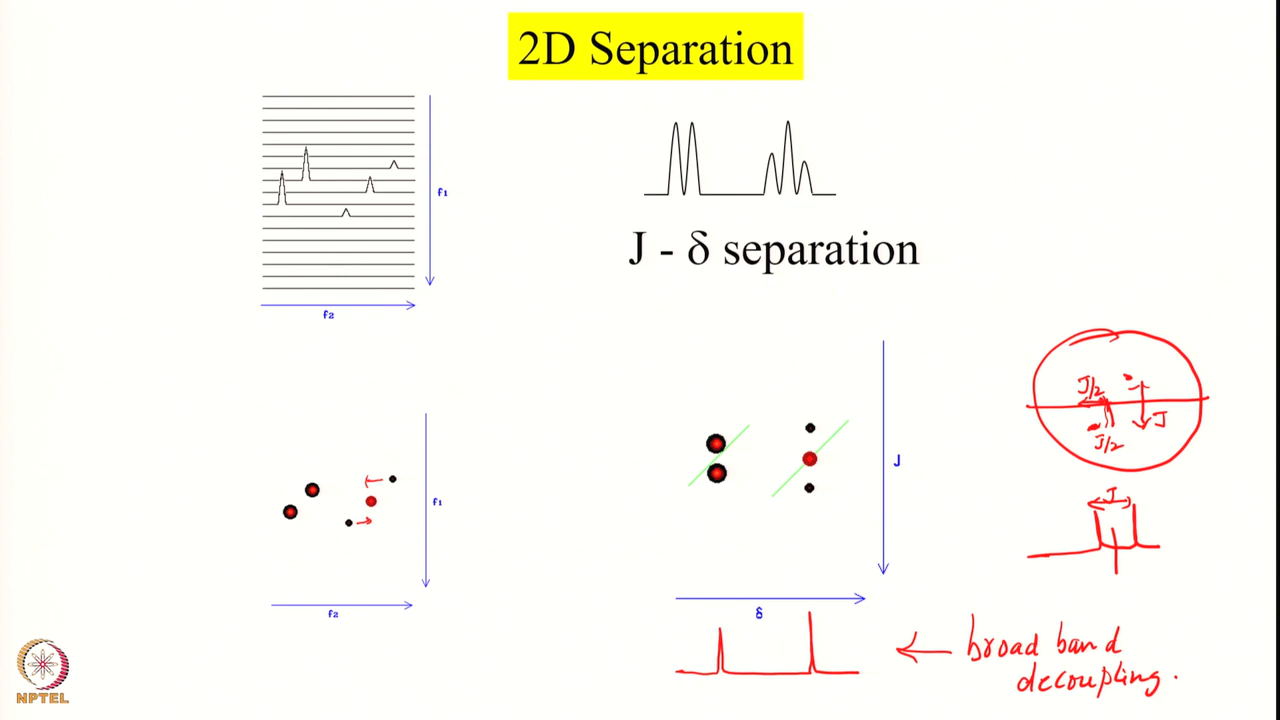 2D Separation
f1
f2
J - δ separation
J/2
J
J/2
J
f1
J
f2
δ
broad band
decoupling.
NPTEL